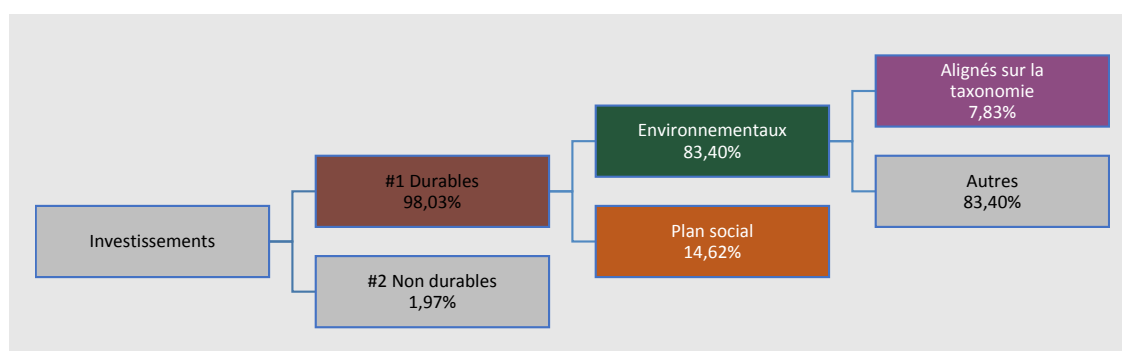 Investissements
#1 Durables
98,03%
#2 Non durables
1,97%
Environnementaux
83,40%
Plan social
14,62%
Alignés sur la
taxonomie
7,83%
Autres
83,40%